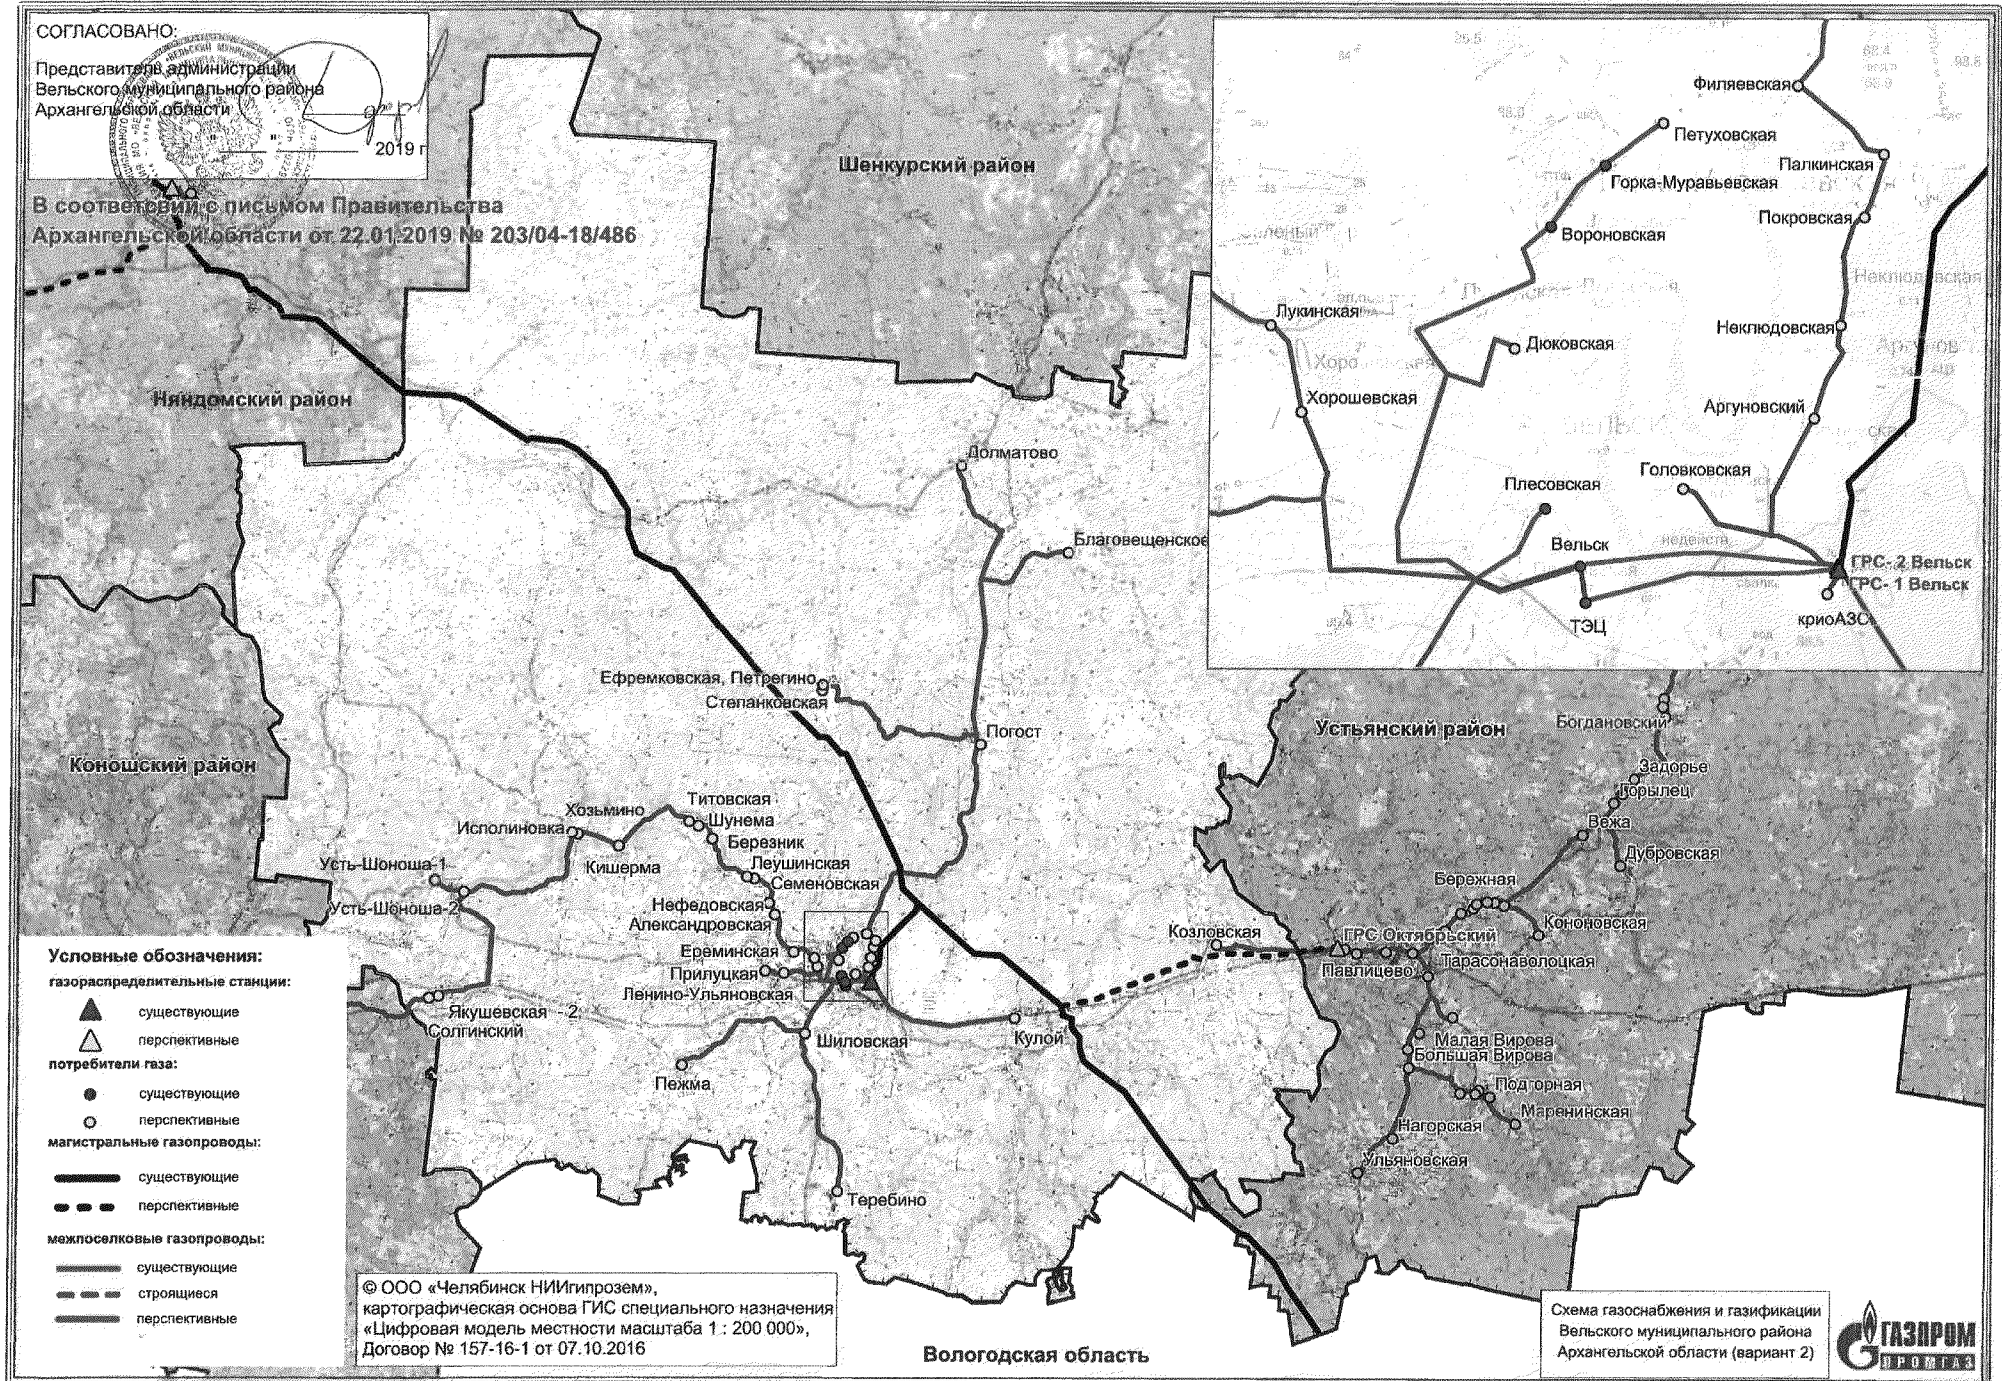 СОГЛАСОВАНО:
Представитель администрации
Вельского муниципального района
Архангельской области
2019 г
В соответсвии с письмом Правительства
Архангельской области от 22.01.2019 № 203/04-18/486
Шенкурский район
Няндомский район
Коношский район
Устьянский район
Вологодская область
Филяевская
Петуховская
Палкинская
Горка-Муравьевская
Покровская
Вороновская
Лукинская
Неклюдовская
Дюковская
Хорошевская
Аргуновский
Головковская
Плесовская
Вельск
ГРС- 2 Вельск
ГРС- 1 Вельск
криоАЗС
ТЭЦ
Долматово
Благовещенское
Ефремковская, Петрегино
Степанковская
Погост
Титовская
Хозьмино
Шунема
Исполиновка
Березник
Кишерма
Леушинская
Усть-Шоноша-1
Семеновская
Усть-Шоноша-2
Нефедовская
Александровская
Ереминская
Прилуцкая
Ленино-Ульяновская
Якушевская - 2
Солгинский
Шиловская
Кулой
Пежма
Теребино
Козловская
Богдановский
Задорье
Горылец
Вежа
Дубровская
Бережная
Кононовская
ГРС Октябрьский
Павлицево
Тарасонаволоцкая
Малая Вирова
Большая Вирова
Подгорная
Маренинская
Нагорская
Ульяновская
Условные обозначения:
газораспределительные станции:
существующие
перспективные
потребители газа:
существующие
перспективные
магистральные газопроводы:
существующие
перспективные
межпоселковые газопроводы:
существующие
строящиеся
перспективные
© ООО «Челябинск НИИгипрозем»,
картографическая основа ГИС специального назначения
«Цифровая модель местности масштаба 1 : 200 000»,
Договор № 157-16-1 от 07.10.2016
Схема газоснабжения и газификации
Вельского муниципального района
Архангельской области (вариант 2)
ГАЗПРОМ
ПРОМГАЗ